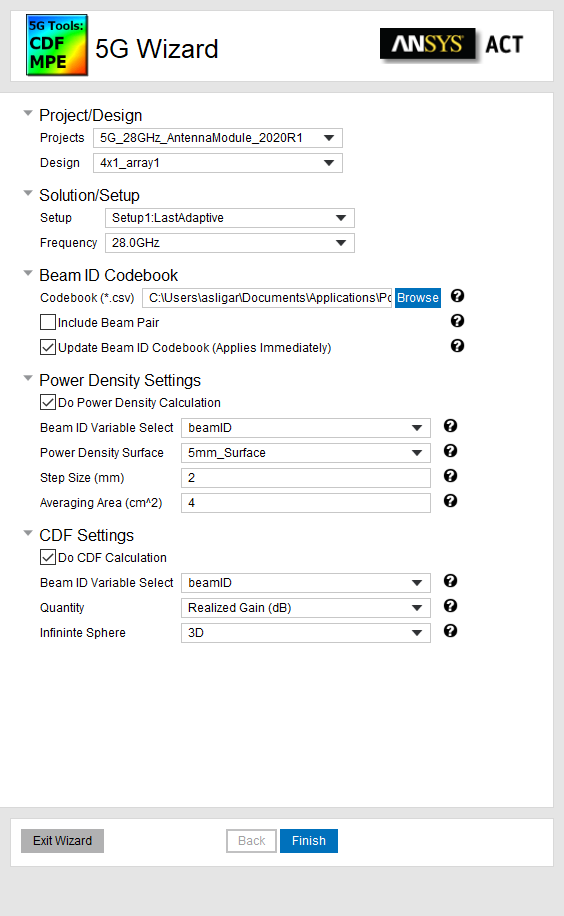 5G Tools:
CDF
MPE
5G Wizard
ANSYS ACT
Project/Design
Projects 5G_28GHz_AntennaModule_2020R1
Design 4x1_array1
Solution/Setup
Setup Setup1:LastAdaptive
Frequency 28.0GHz
Beam ID Codebook
Codebook (*.csv) C:\Users\asligar\Documents\Applications\Po Browse ?
Include Beam Pair ?
Update Beam ID Codebook (Applies Immediately) ?
Power Density Settings
Do Power Density Calculation
Beam ID Variable Select beamID ?
Power Density Surface 5mm_Surface ?
Step Size (mm) 2 ?
Averaging Area (cm^2) 4 ?
CDF Settings
Do CDF Calculation
Beam ID Variable Select beamID ?
Quantity Realized Gain (dB) ?
Infininte Sphere 3D ?
Exit Wizard Back Finish